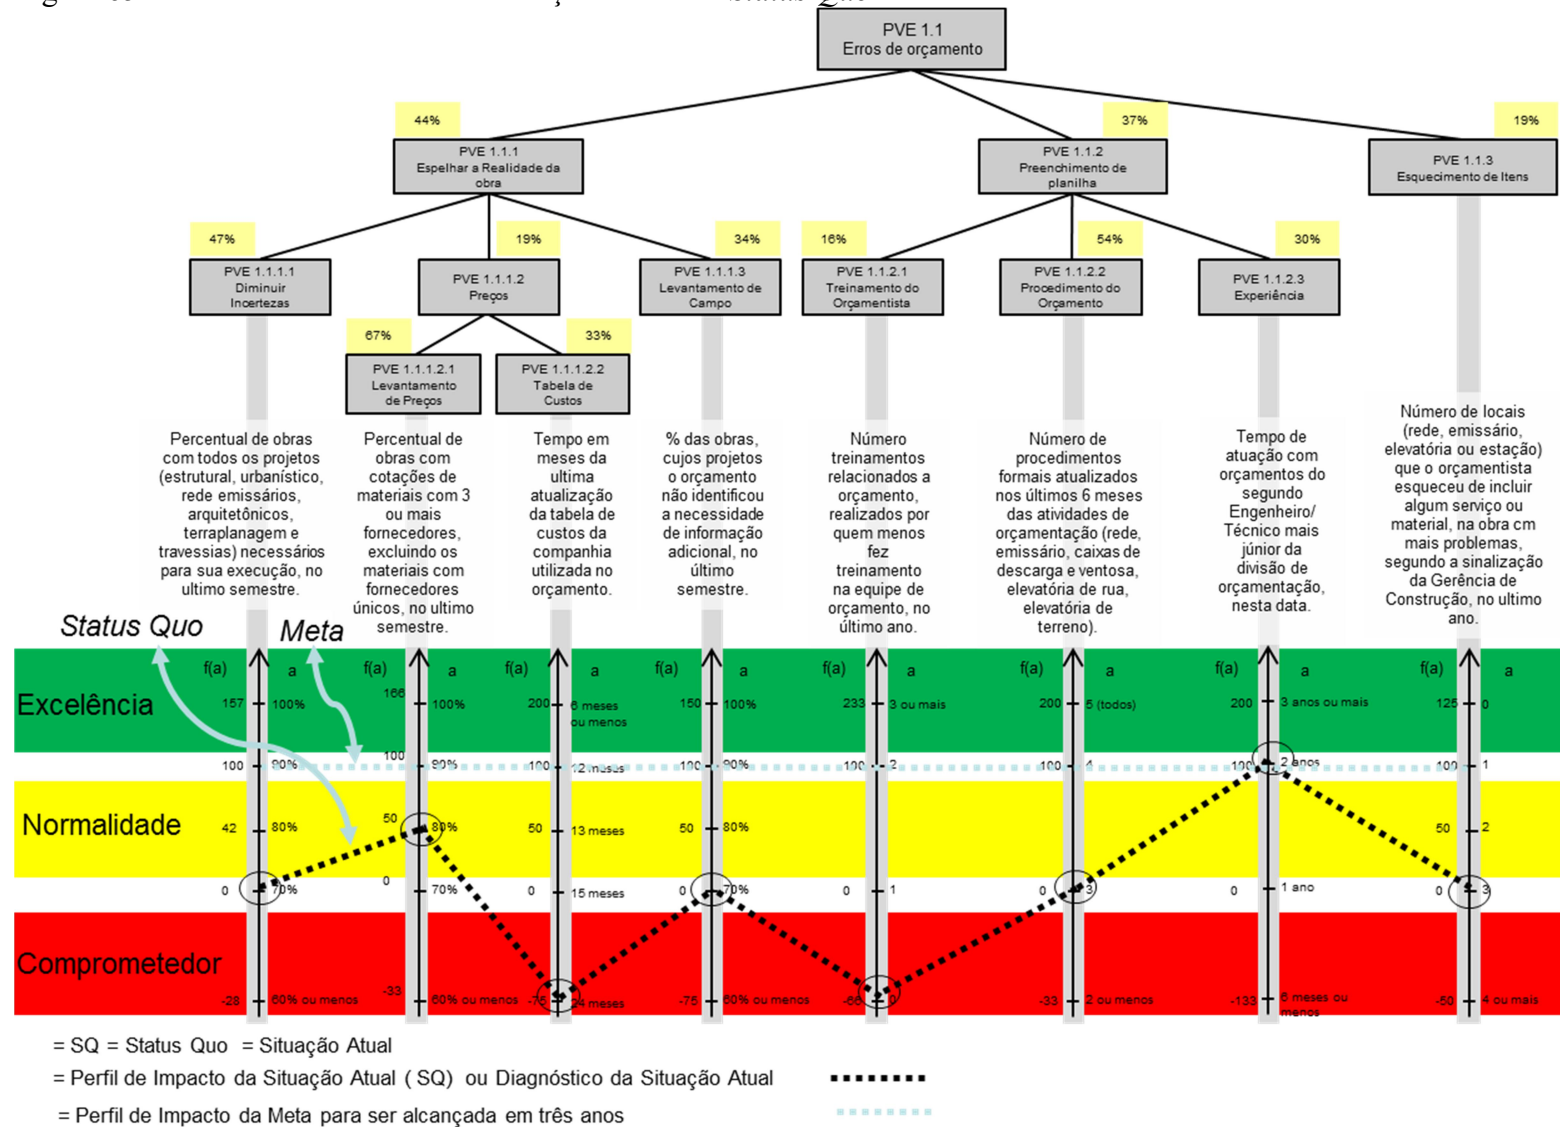 Status Quo
PVE 1.1
Erros de orçamento
44%
37%
19%
PVE 1.1.1
Espelhar a Realidade da
obra
PVE 1.1.2
Preenchimento de
planilha
PVE 1.1.3
Esquecimento de Itens
47%
19%
34%
16%
54%
30%
PVE 1.1.1.1
Diminuir
Incertezas
PVE 1.1.1.2
Preços
PVE 1.1.1.3
Levantamento de
Campo
PVE 1.1.2.1
Treinamento do
Orçamentista
PVE 1.1.2.2
Procedimento do
Orçamento
PVE 1.1.2.3
Experiência
67%
33%
PVE 1.1.1.2.1
Levantamento
de Preços
PVE 1.1.1.2.2
Tabela de
Custos
Percentual de obras
com todos os projetos
(estrutural, urbanístico,
rede emissários,
arquitetônicos,
terraplanagem e
travessias) necessários
para sua execução, no
ultimo semestre.
Percentual de
obras com
cotações de
materiais com 3
ou mais
fornecedores,
excluindo os
materiais com
fornecedores
únicos, no ultimo
semestre.
Tempo em
meses da
ultima
atualização
da tabela de
custos da
companhia
utilizada no
orçamento.
% das obras,
cujos projetos
o orçamento
não identificou
a necessidade
de informação
adicional, no
último
semestre.
Número
treinamentos
relacionados a
orçamento,
realizados por
quem menos
fez
treinamento
na equipe de
orçamento, no
último ano.
Número de
procedimentos
formais atualizados
nos últimos 6 meses
das atividades de
orçamentação (rede,
emissário, caixas de
descarga e ventosa,
elevatória de rua,
elevatória de
terreno).
Tempo de
atuação com
orçamentos do
segundo
Engenheiro/
Técnico mais
júnior da
divisão de
orçamentação,
nesta data.
Número de locais
(rede, emissário,
elevatória ou estação)
que o orçamentista
esqueceu de incluir
algum serviço ou
material, na obra cm
mais problemas,
segundo a sinalização
da Gerência de
Construção, no ultimo
ano.
Status Quo
Meta
f(a) a f(a) a f(a) a f(a) a f(a) a f(a) a f(a) a f(a) a
Excelência
157 100% 166 100% 200 6 meses
ou menos
150 100% 233 3 ou mais 200 5 (todos) 200 3 anos ou mais 125 0
100 90% 100 90% 100 12 meses 100 90% 100 2 100 4 100 2 anos 100 1
Normalidade
42 80% 50 80% 50 13 meses 50 80% 50 2
0 70% 0 70% 0 15 meses 0 70% 0 1 0 3 0 1 ano 0 3
Comprometedor
-28 60% ou menos -33 60% ou menos -75 24 meses -75 60% ou menos -66 0 -33 2 ou menos -133 6 meses ou
menos
-50 4 ou mais
= SQ = Status Quo = Situação Atual
= Perfil de Impacto da Situação Atual ( SQ) ou Diagnóstico da Situação Atual
= Perfil de Impacto da Meta para ser alcançada em três anos